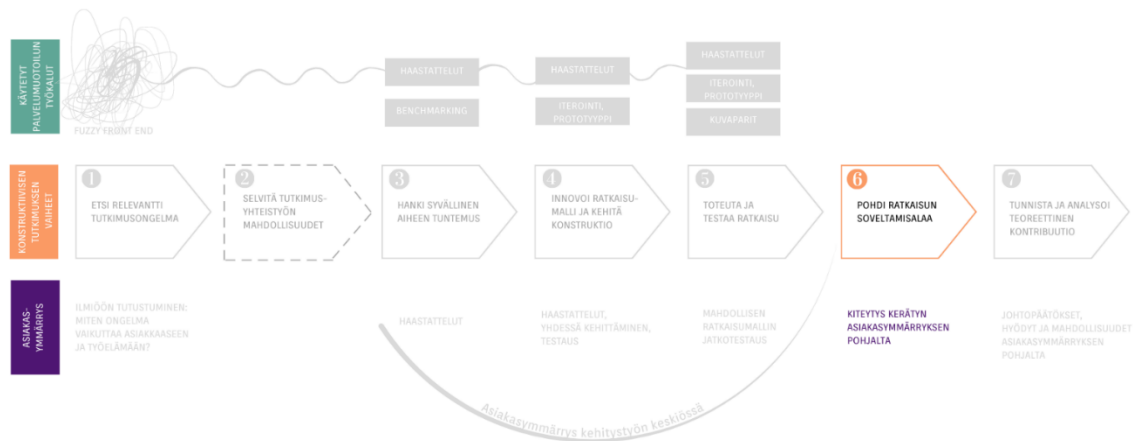 KÄYTETYT
PALVELUMUOTOILUN
TYÖKALUT
FUZZY FRONT END
HAASTATTELUT
BENCHMARKING
HAASTATTELUT
ITEROINTI,
PROTOTYYPPI
HAASTATTELUT
ITEROINTI,
PROTOTYYPPI
KUVAPARIT
KONSTRUKTIIVISEN
TUTKIMUKSEN
VAIHEET
1
ETSI RELEVANTTI
TUTKIMUSONGELMA
2
SELVITÄ TUTKIMUS-
YHTEISTYÖN
MAHDOLLISUUDET
3
HANKI SYVÄLLINEN
AIHEEN TUNTEMUS
4
INNOVOI RATKAISU-
MALLI JA KEHITÄ
KONSTRUKTIO
5
TOTEUTA JA
TESTAA RATKAISU
6
POHDI RATKAISUN
SOVELTAMISALAA
7
TUNNISTA JA ANALYSOI
TEOREETTINEN
KONTRIBUUTIO
ASIAKAS-
YMMÄRRYS
ILMIÖÖN TUTUSTUMINEN:
MITEN ONGELMA
VAIKUTTAA ASIAKKAASEEN
JA TYÖELÄMÄÄN?
HAASTATTELUT
HAASTATTELUT,
YHDESSÄ KEHITTÄMINEN,
TESTAUS
MAHDOLLISEN
RATKAISUMALLIN
JATKOTESTAUS
KITEYTYS KERÄTYN
ASIAKASYMMÄRRYKSEN
POHJALTA
JOHTOPÄÄTÖKSET,
HYÖDYT JA MAHDOLLISUUDET
ASIAKASYMMÄRRYKSEN
POHJALTA
Asiakasymmärrys kehitystyön keskiössä